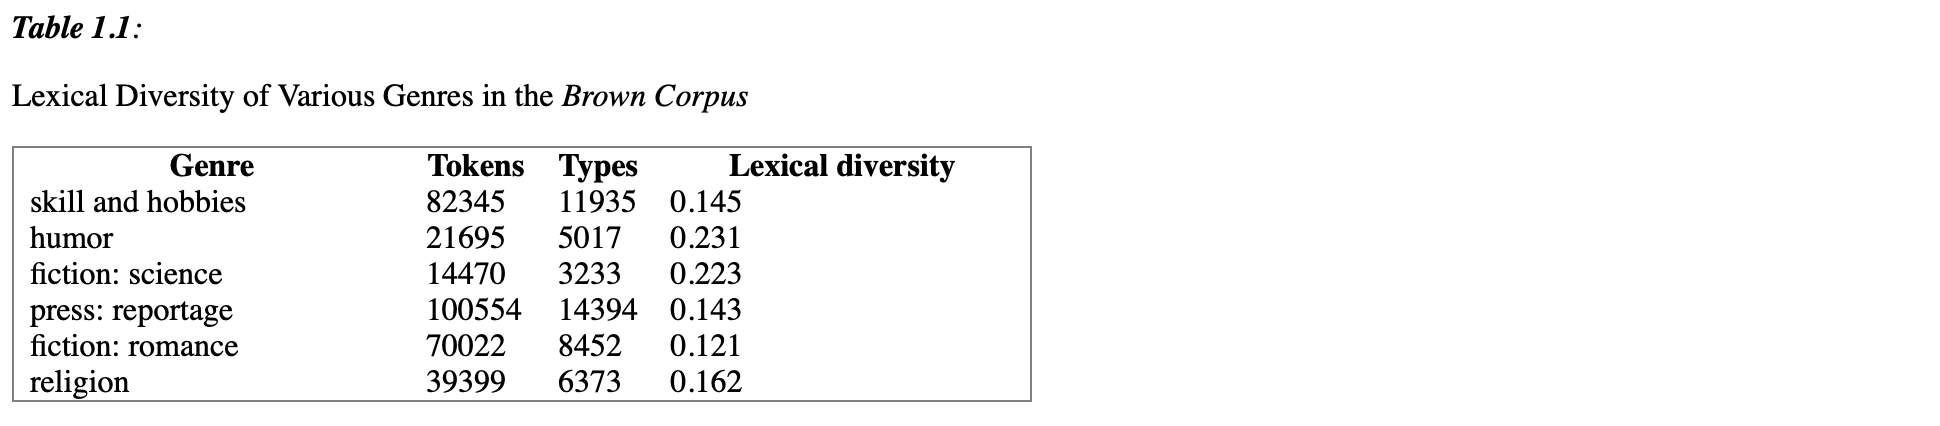 Table 1.1:
Lexical Diversity of Various Genres in the Brown Corpus
Genre Tokens Types Lexical diversity
skill and hobbies 82345 11935 0.145
humor 21695 5017 0.231
fiction: science 14470 3233 0.223
press: reportage 100554 14394 0.143
fiction: romance 70022 8452 0.121
religion 39399 6373 0.162